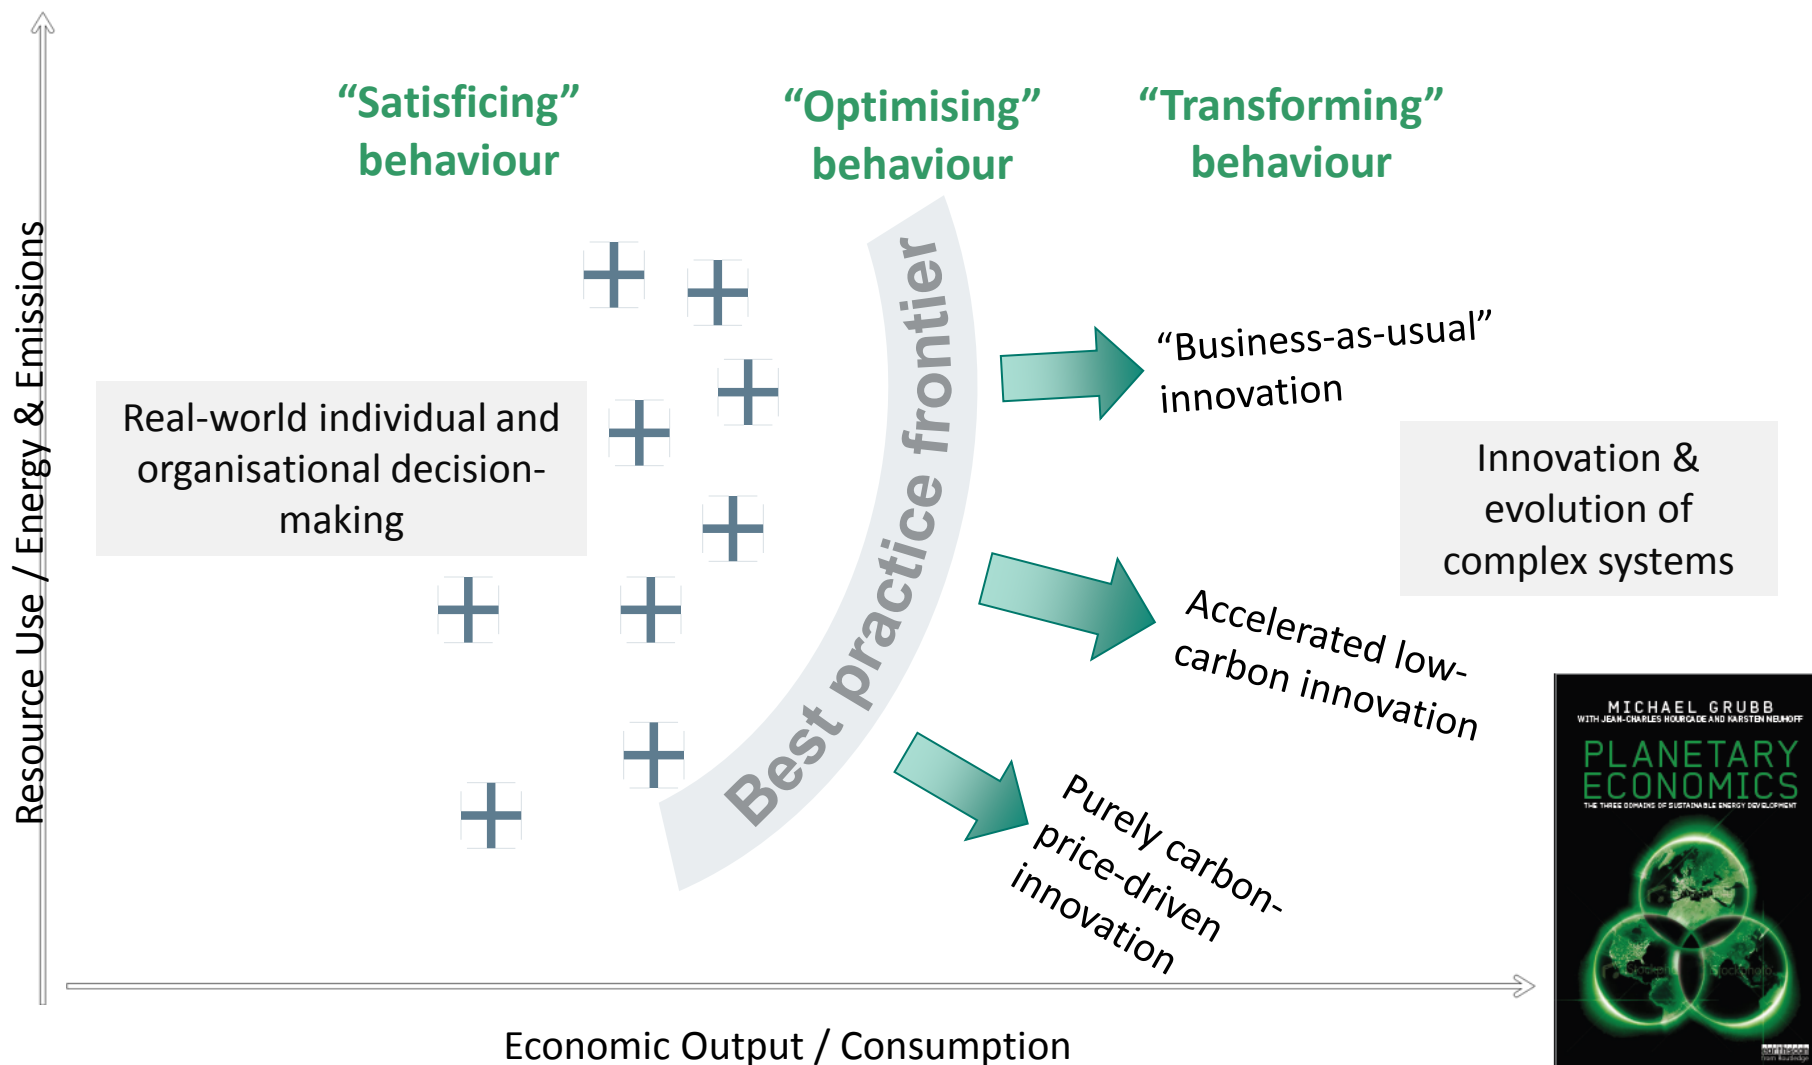 “Satisficing”
behaviour
“Optimising”
behaviour
“Transforming”
behaviour
Resource Use / Energy & Emissions
Real-world individual and
organisational decision-
making
Best practice frontier
“Business-as-usual”
innovation
Accelerated low-
carbon innovation
Purely carbon-
price-driven
innovation
Innovation &
evolution of
complex systems
Economic Output / Consumption
MICHAEL GRUBB
WITH JEAN-CHARLES HOURCADE AND KARSTEN NEUHOFF
PLANETARY
ECONOMICS
THE THREE DOMAINS OF SUSTAINABLE ENERGY DEVELOPMENT
earthscan
from Routledge